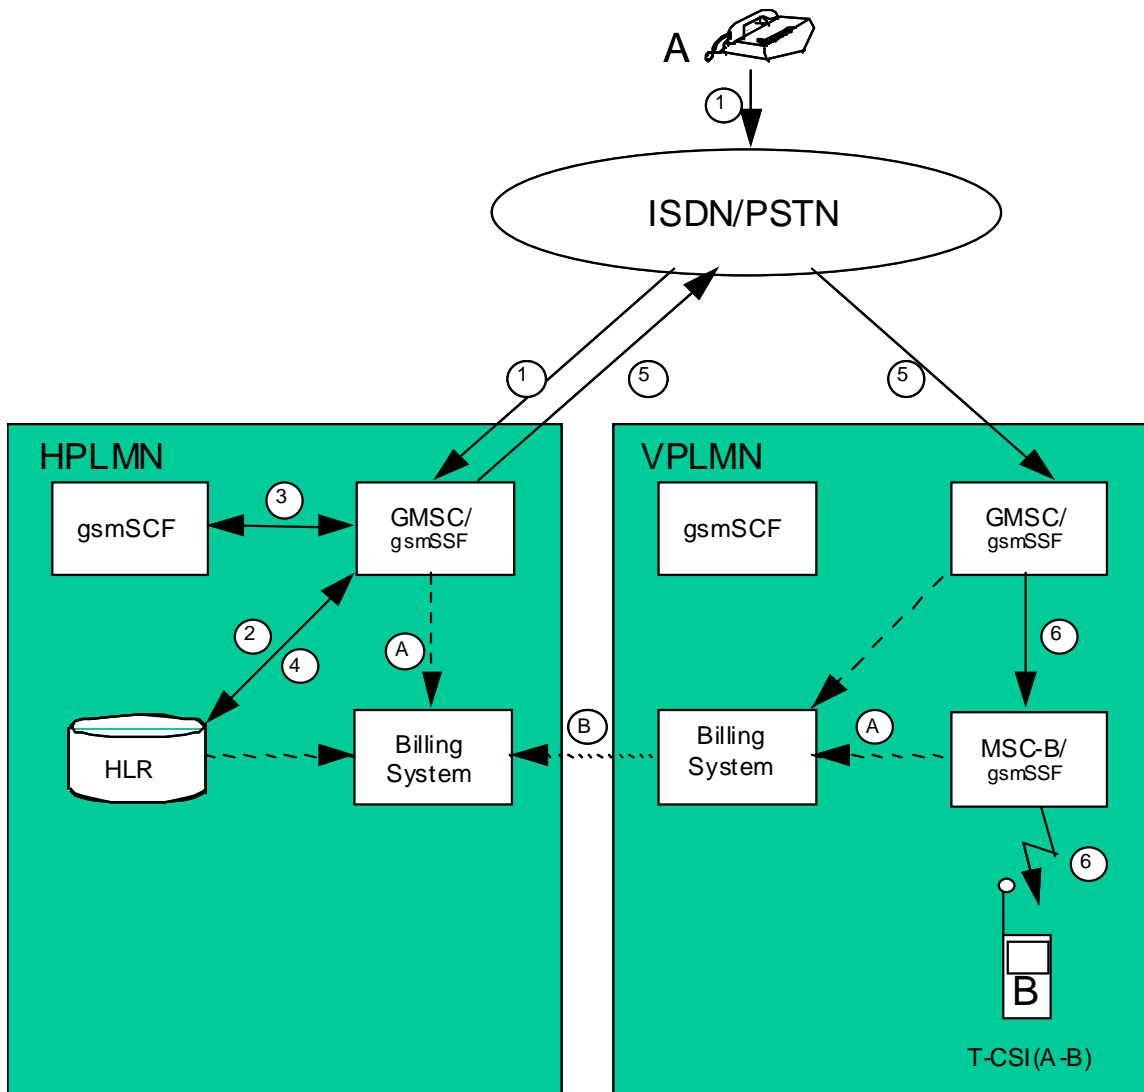 A
1
ISDN/PSTN
1
5
5
HPLMN
VPLMN
gsmSCF
3
GMSC/
gsmSSF
gsmSCF
GMSC/
gsmSSF
2
4
A
6
HLR
Billing
System
B
Billing
System
A
MSC-B/
gsmSSF
6
B
T-CSI(A-B)